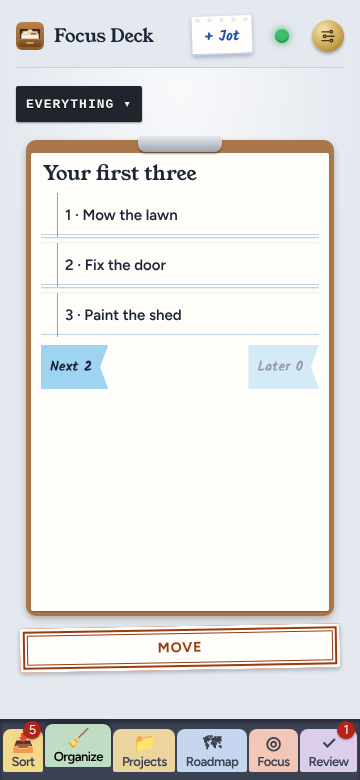 Focus Deck
+ Jot
EVERYTHING ▾
Your first three
1 · Mow the lawn
2 · Fix the door
3 · Paint the shed
Next 2
Later 0
MOVE
5
1
Sort
Organize
Projects
Roadmap
Focus
Review